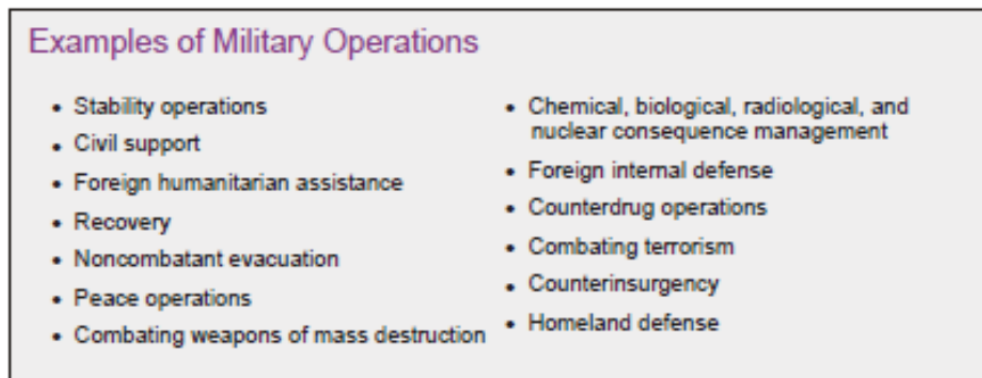 Examples of Military Operations
• Stability operations
• Civil support
• Foreign humanitarian assistance
• Recovery
• Noncombatant evacuation
• Peace operations
• Combating weapons of mass destruction
• Chemical, biological, radiological, and
nuclear consequence management
• Foreign internal defense
• Counterdrug operations
• Combating terrorism
• Counterinsurgency
• Homeland defense